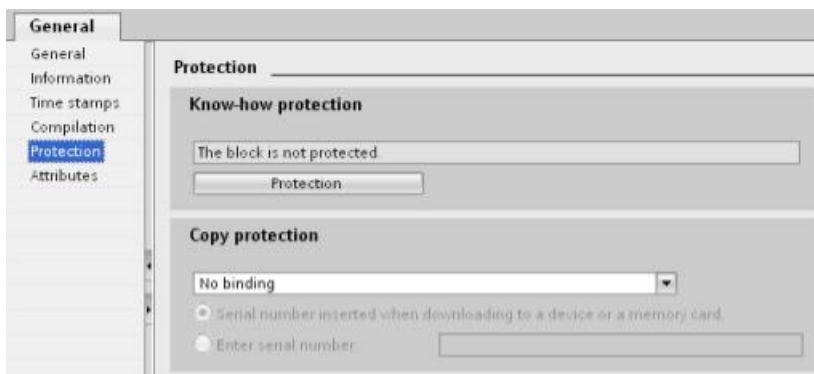 General
General
Information
Time stamps
Compilation
Protection
Attributes
Protection
Know-how protection
The block is not protected.
Protection
Copy protection
No binding
Serial number inserted when downloading to a device or a memory card.
Enter serial number: